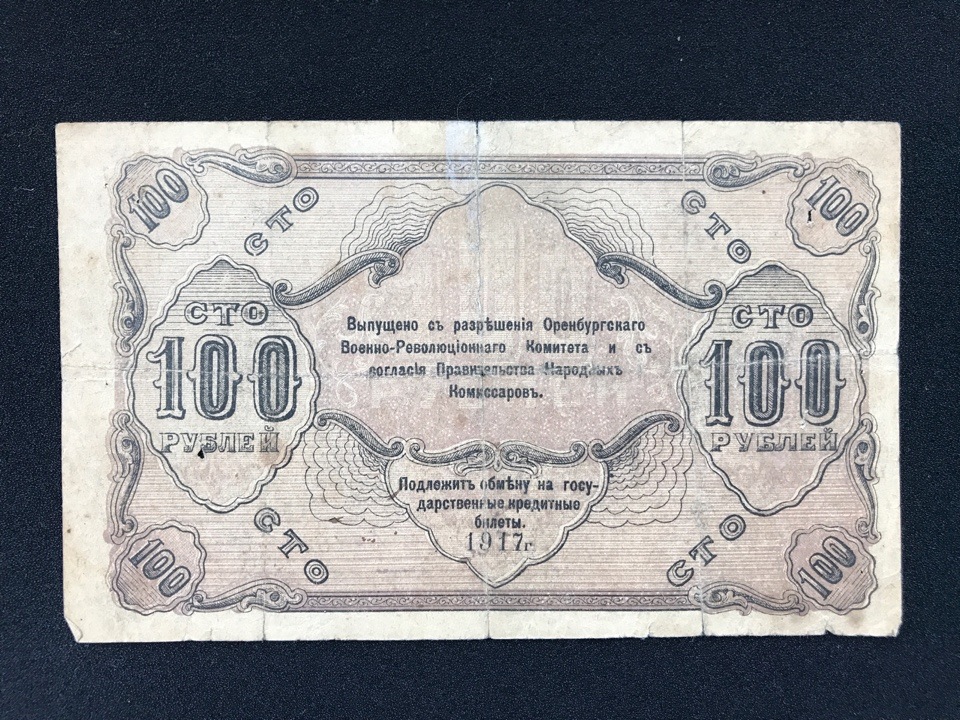 100
СТО
СТО
100
СТО
100
РУБЛЕЙ
Выпущено съ разрѣшенія Оренбургскаго
Военно-Революціоннаго Комитета и съ
согласія Правительства Народныхъ
Комиссаровъ.
СТО
100
РУБЛЕЙ
Подлежитъ обмѣну на госу-
дарственные кредитные
билеты.
1917г.
100
СТО
СТО
100